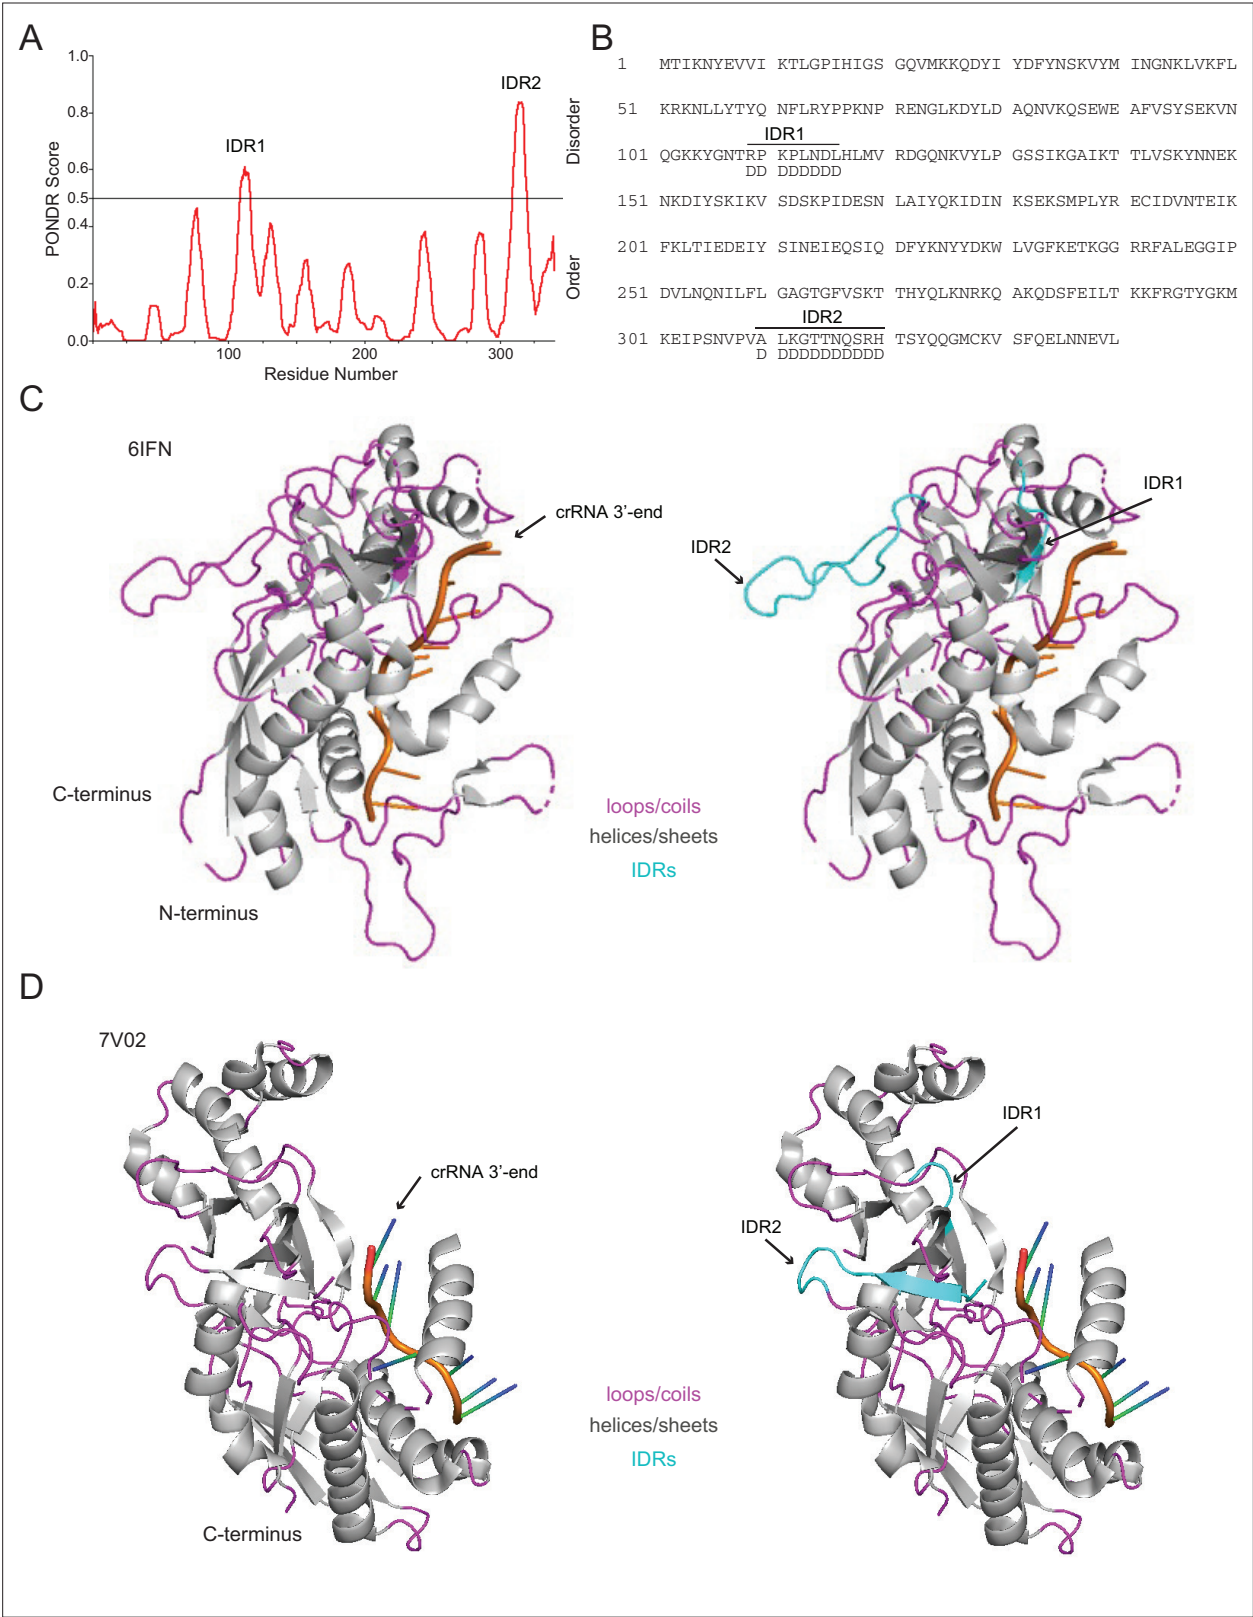 A
1.0
0.8
0.6
0.5
0.4
0.2
0.0
PONDR Score
IDR1
IDR2
Disorder
Order
100
200
300
Residue Number
B
1 MTIKNYEVVI KTLGPIHIGS GQVMKKQDYI YDFYNSKVYM INGNKLVKFL
51 KRKNLLYTYQ NFLRYPPKNP RENGLKDYLD AQNVKQSEWE AFVSYSEKVN
IDR1
101 QGKKYGNTRP KPLNDLHLMV RDGQNKVYLP GSSIKGAIKT TLVSKYNNEK
DD DDDDDD
151 NKDIYSKIKV SDSKPIDESN LAIYQKIDIN KSEKSMPLYR ECIDVNTEIK
201 FKLTIEDEIY SINEIEQSIQ DFYKNYYDKW LVGFKETKGG RRFALEGGIP
251 DVLNQNILFL GAGTGFVSKT THYQLKNRKQ AKQDSFEILT KKFRGTYGKM
IDR2
301 KEIPSNVPVA LKGTTNQSRH TSYQQGMCKV SFQELNNEVL
D DDDDDDDDDD
C
6IFN
crRNA 3’-end
C-terminus
N-terminus
loops/coils
helices/sheets
IDRs
IDR1
IDR2
D
7V02
crRNA 3’-end
C-terminus
loops/coils
helices/sheets
IDRs
IDR1
IDR2